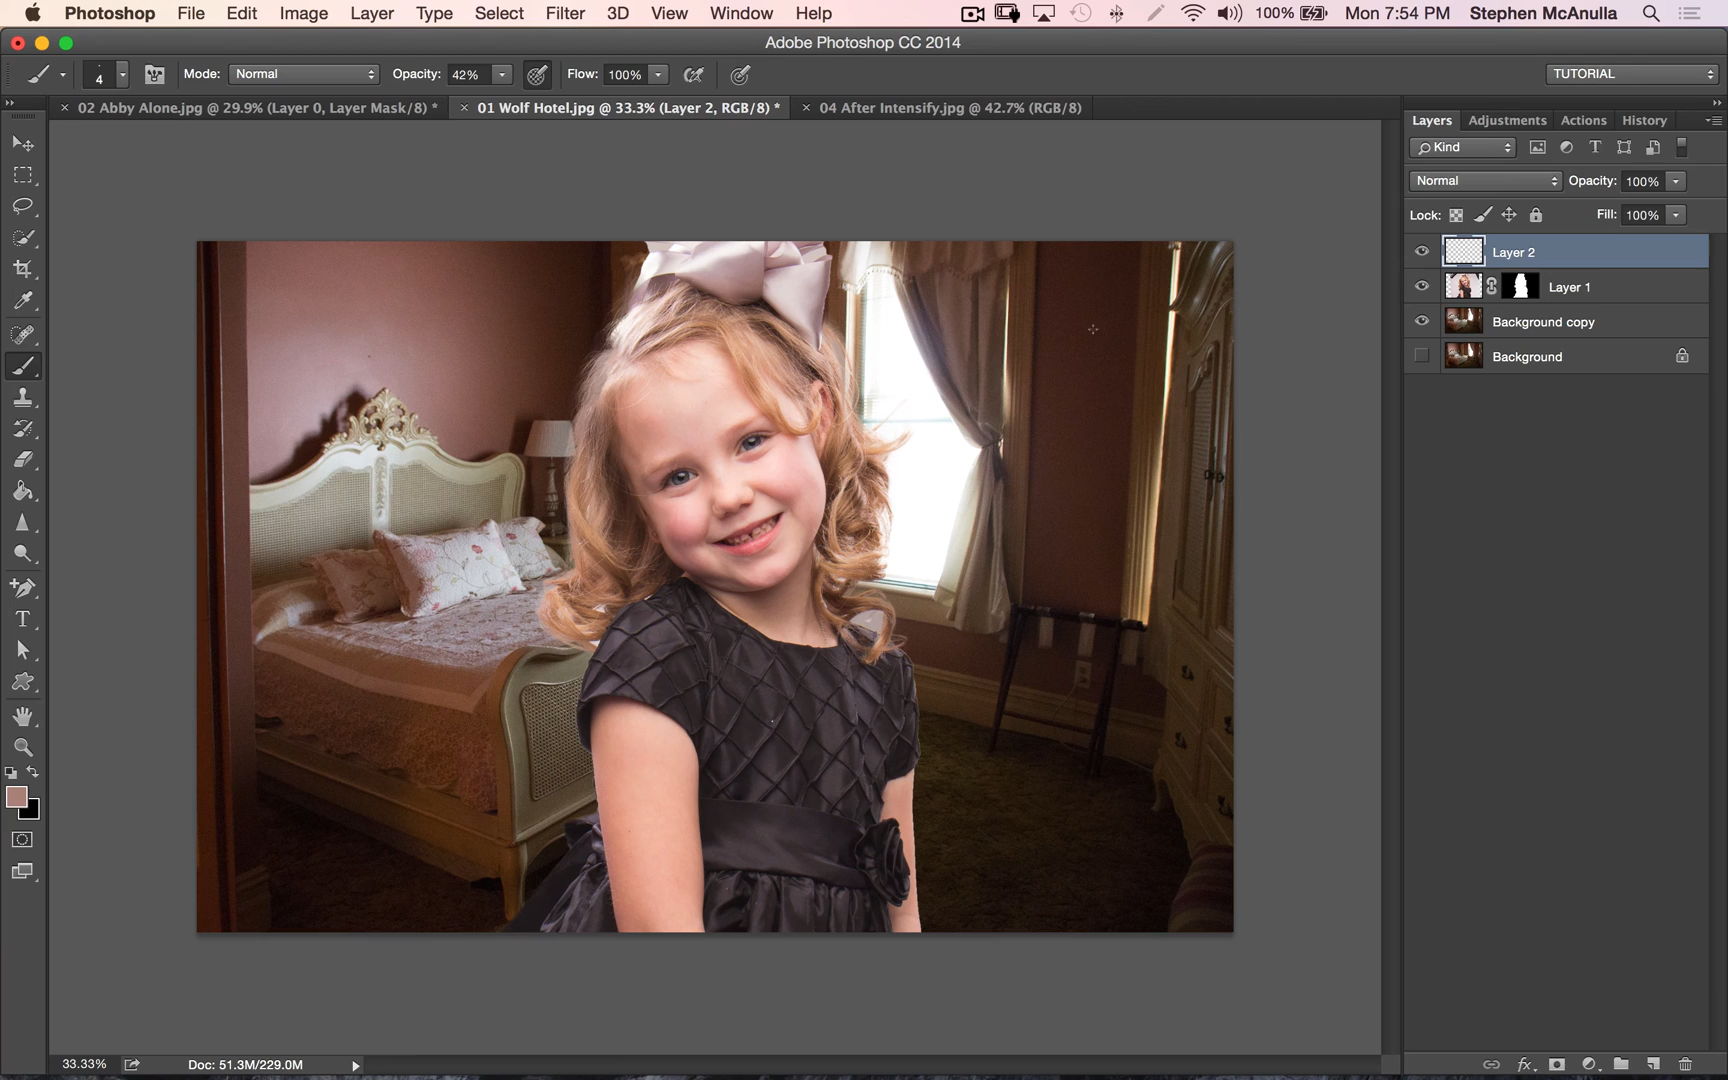 Photoshop File Edit Image Layer Type Select Filter 3D View Window Help 100% Mon 7:54 PM Stephen McAnulla
Adobe Photoshop CC 2014
4 Mode: Normal Opacity: 42% Flow: 100% TUTORIAL
02 Abby Alone.jpg @ 29.9% (Layer 0, Layer Mask/8) * 01 Wolf Hotel.jpg @ 33.3% (Layer 2, RGB/8) * 04 After Intensify.jpg @ 42.7% (RGB/8)
Layers Adjustments Actions History
Kind
Normal Opacity: 100%
Lock: Fill: 100%
Layer 2
Layer 1
Background copy
Background
33.33% Doc: 51.3M/229.0M